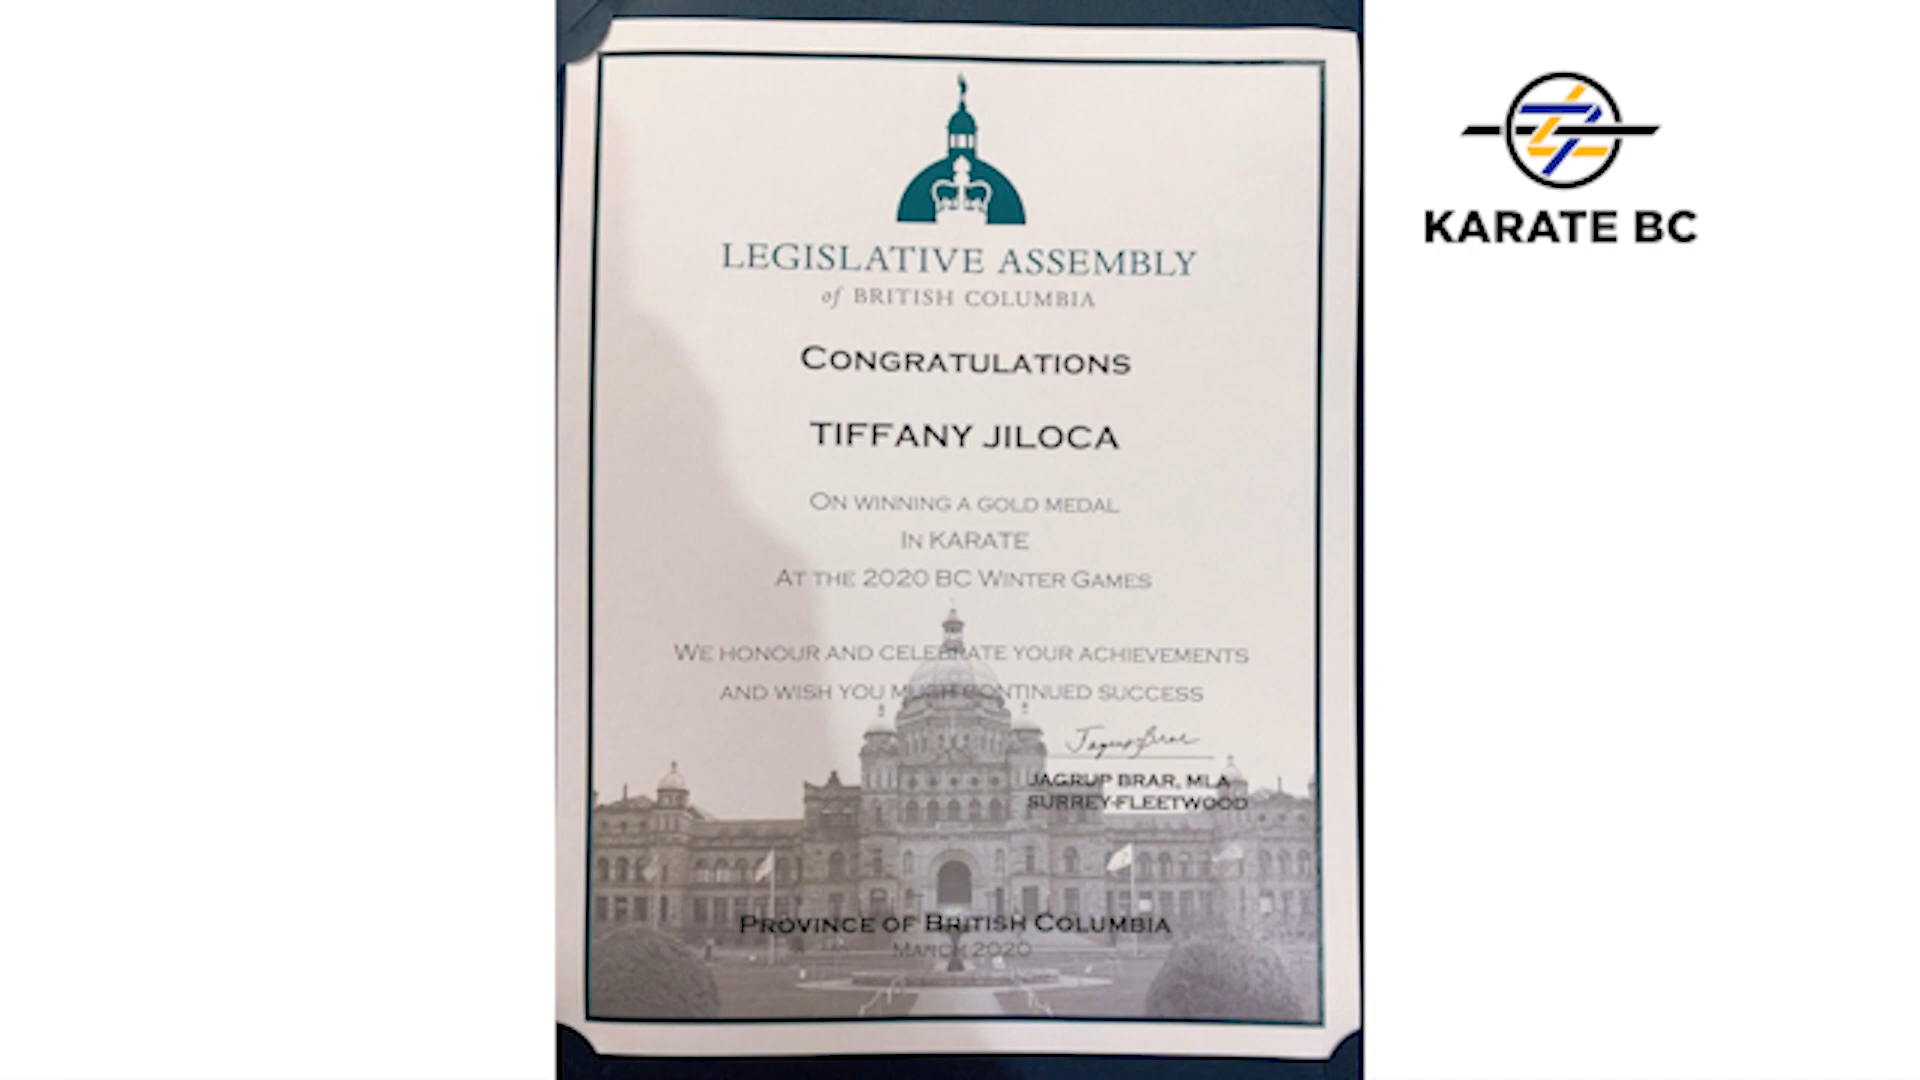 LEGISLATIVE ASSEMBLY
of BRITISH COLUMBIA
CONGRATULATIONS
TIFFANY JILOCA
ON WINNING A GOLD MEDAL
IN KARATE
AT THE 2020 BC WINTER GAMES
WE HONOUR AND CELEBRATE YOUR ACHIEVEMENTS
AND WISH YOU MUCH CONTINUED SUCCESS
Jagrup Brar
JAGRUP BRAR, MLA
SURREY-FLEETWOOD
PROVINCE OF BRITISH COLUMBIA
MARCH 2020
KARATE BC